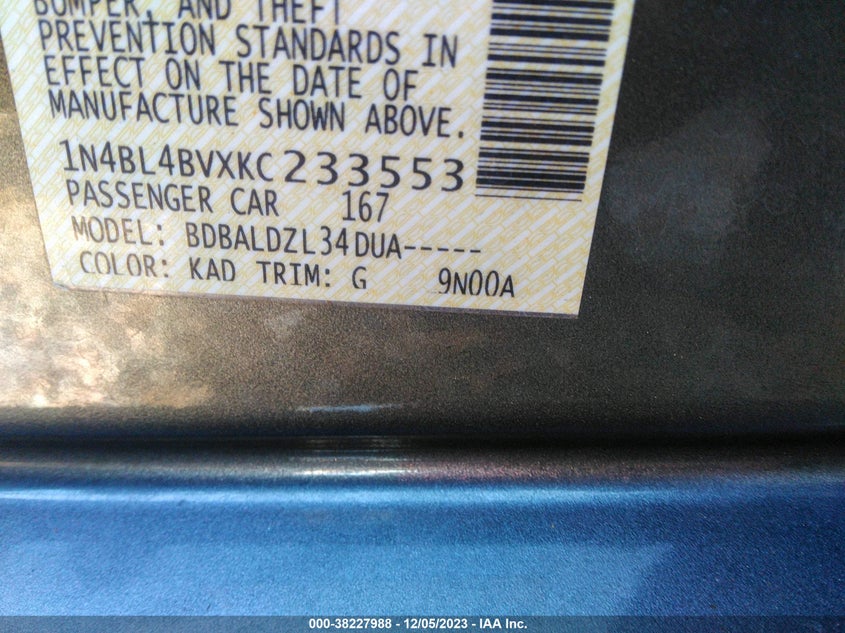 BUMPER, AND THEFT
PREVENTION STANDARDS IN
EFFECT ON THE DATE OF
MANUFACTURE SHOWN ABOVE.
1N4BL4BVXKC233553
PASSENGER CAR 167
MODEL: BDBALDZL34DUA-----
COLOR: KAD TRIM: G 9N00A
000-38227988 - 12/05/2023 - IAA Inc.